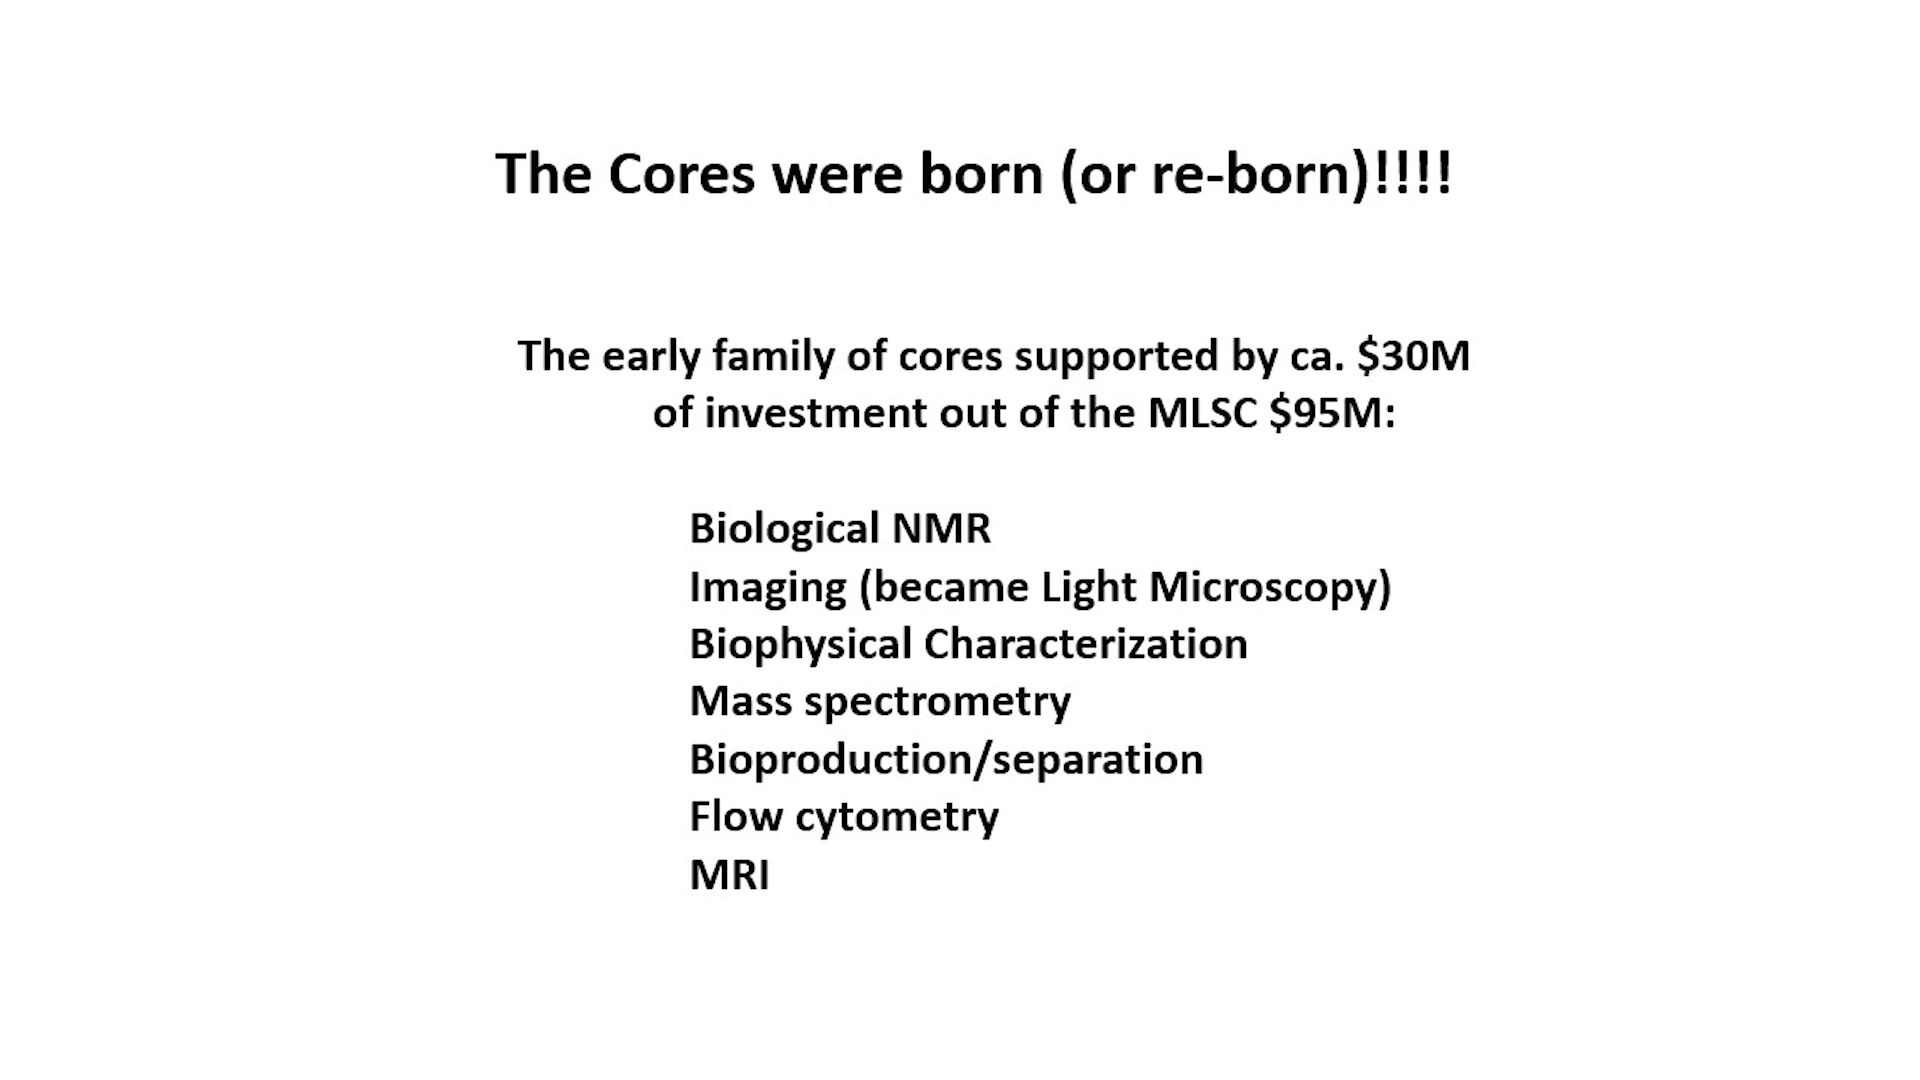 The Cores were born (or re-born)!!!!
The early family of cores supported by ca. $30M
of investment out of the MLSC $95M:
Biological NMR
Imaging (became Light Microscopy)
Biophysical Characterization
Mass spectrometry
Bioproduction/separation
Flow cytometry
MRI